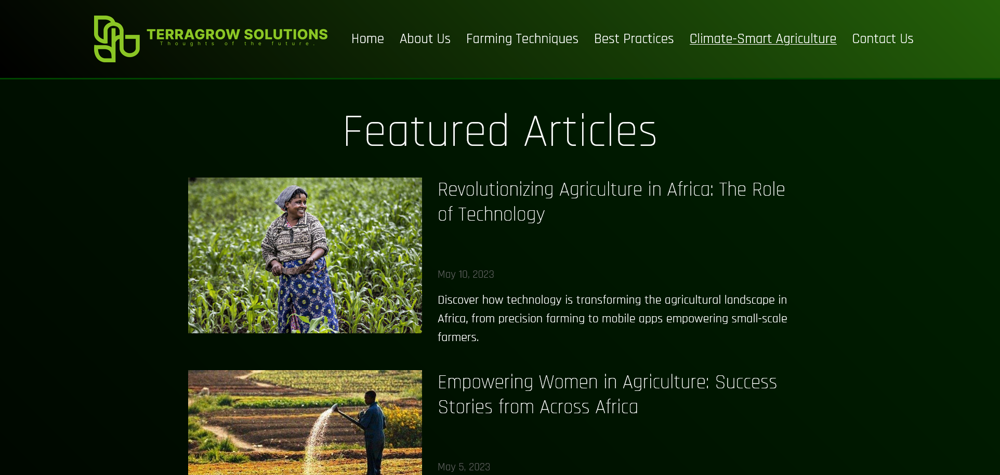 TERRAGROW SOLUTIONS
Thoughts of the future.
Home
About Us
Farming Techniques
Best Practices
Climate-Smart Agriculture
Contact Us
Featured Articles
Revolutionizing Agriculture in Africa: The Role
of Technology
May 10, 2023
Discover how technology is transforming the agricultural landscape in
Africa, from precision farming to mobile apps empowering small-scale
farmers.
Empowering Women in Agriculture: Success
Stories from Across Africa
May 5, 2023